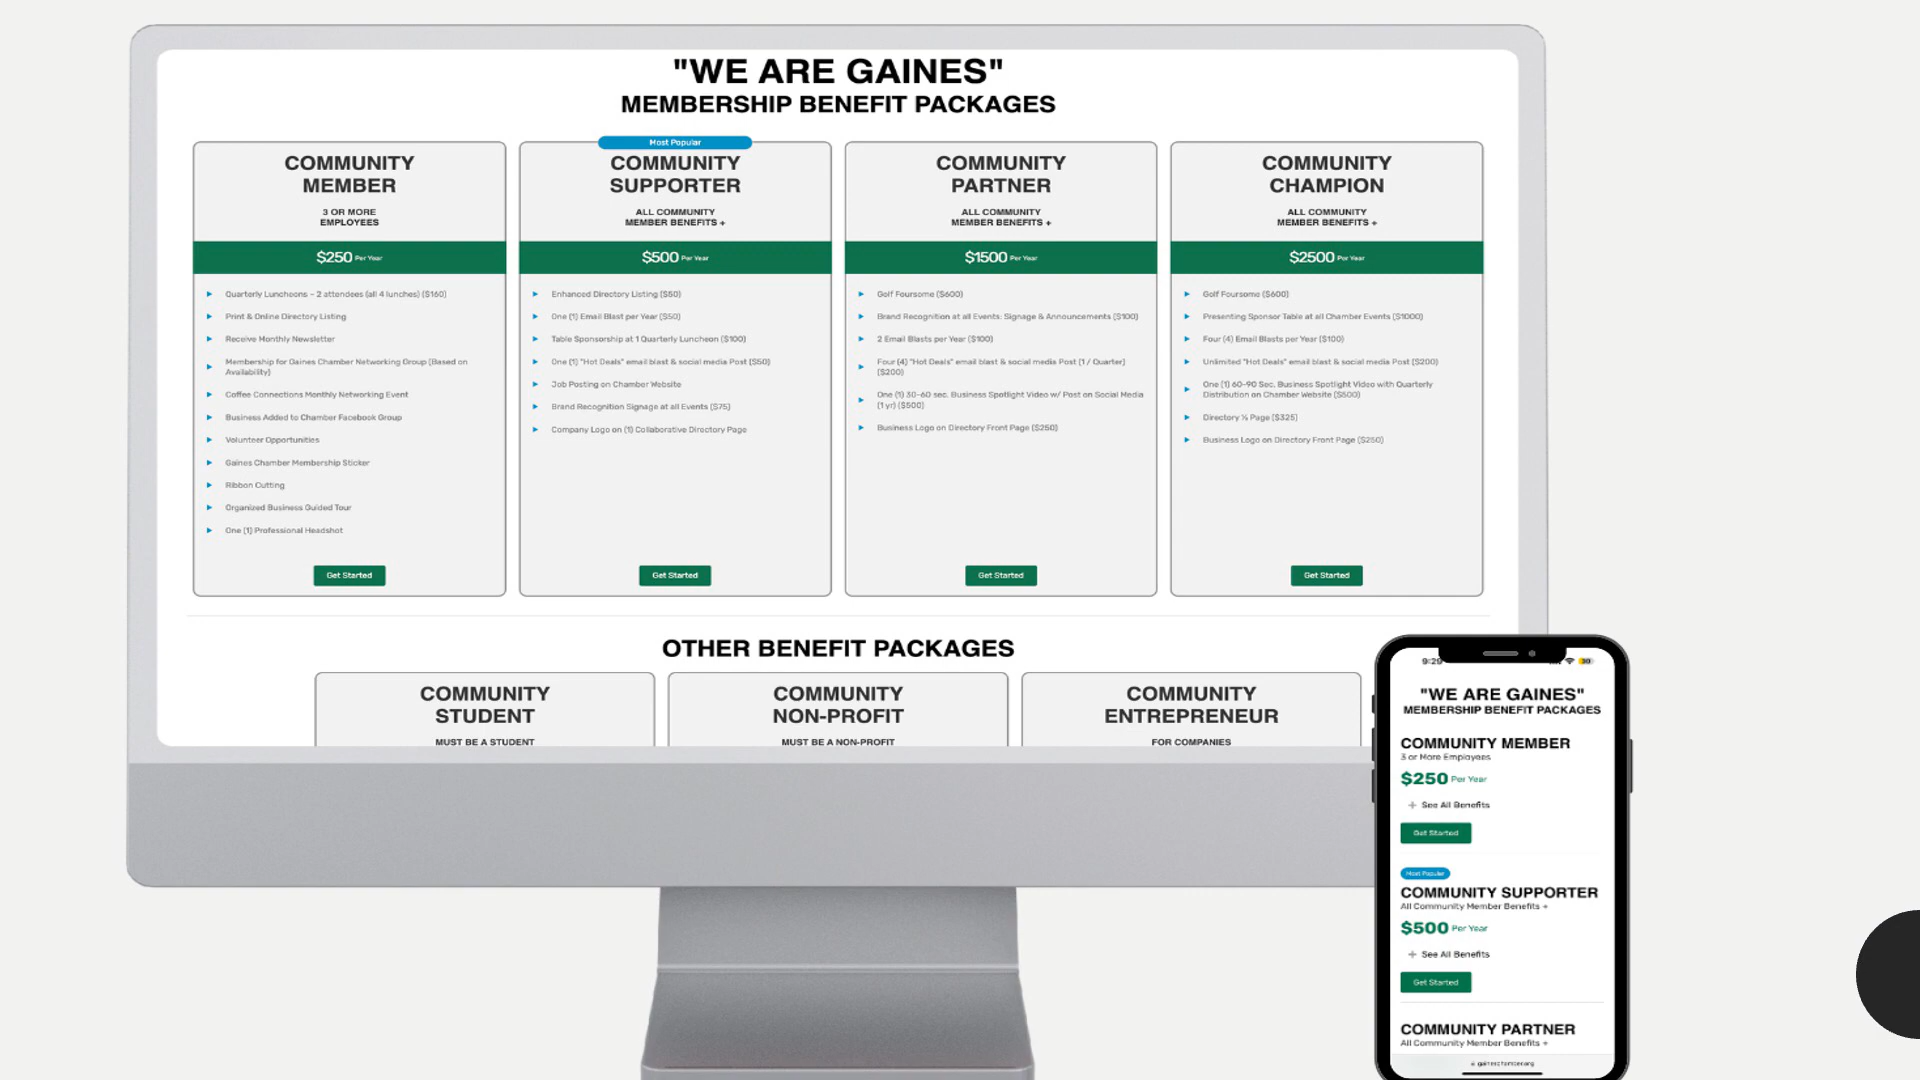 "WE ARE GAINES"
MEMBERSHIP BENEFIT PACKAGES
COMMUNITY
MEMBER
3 OR MORE
EMPLOYEES
$250 Per Year
Quarterly Luncheons – 2 attendees (all 4 lunches) ($160)
Print & Online Directory Listing
Receive Monthly Newsletter
Membership for Gaines Chamber Networking Group (Based on
Availability)
Coffee Connections Monthly Networking Event
Business Added to Chamber Facebook Group
Volunteer Opportunities
Gaines Chamber Membership Sticker
Ribbon Cutting
Organized Business Guided Tour
One (1) Professional Headshot
Get Started
Most Popular
COMMUNITY
SUPPORTER
ALL COMMUNITY
MEMBER BENEFITS +
$500 Per Year
Enhanced Directory Listing ($50)
One (1) Email Blast per Year ($50)
Table Sponsorship at 1 Quarterly Luncheon ($100)
One (1) "Hot Deals" email blast & social media Post ($50)
Job Posting on Chamber Website
Brand Recognition Signage at all Events ($75)
Company Logo on (1) Collaborative Directory Page
Get Started
COMMUNITY
PARTNER
ALL COMMUNITY
MEMBER BENEFITS +
$1500 Per Year
Golf Foursome ($600)
Brand Recognition at all Events: Signage & Announcements ($100)
2 Email Blasts per Year ($100)
Four (4) "Hot Deals" email blast & social media Post (1 / Quarter)
($200)
One (1) 30-60 sec. Business Spotlight Video w/ Post on Social Media
(1 yr) ($500)
Business Logo on Directory Front Page ($250)
Get Started
COMMUNITY
CHAMPION
ALL COMMUNITY
MEMBER BENEFITS +
$2500 Per Year
Golf Foursome ($600)
Presenting Sponsor Table at all Chamber Events ($1000)
Four (4) Email Blasts per Year ($100)
Unlimited "Hot Deals" email blast & social media Post ($200)
One (1) 60-90 Sec. Business Spotlight Video with Quarterly
Distribution on Chamber Website ($500)
Directory Page ($325)
Business Logo on Directory Front Page ($250)
Get Started
OTHER BENEFIT PACKAGES
COMMUNITY
STUDENT
MUST BE A STUDENT
COMMUNITY
NON-PROFIT
MUST BE A NON-PROFIT
COMMUNITY
ENTREPRENEUR
FOR COMPANIES
9:29
30
"WE ARE GAINES"
MEMBERSHIP BENEFIT PACKAGES
COMMUNITY MEMBER
3 or More Employees
$250 Per Year
+ See All Benefits
Get Started
Most Popular
COMMUNITY SUPPORTER
All Community Member Benefits +
$500 Per Year
+ See All Benefits
Get Started
COMMUNITY PARTNER
All Community Member Benefits +
gaineschamber.org